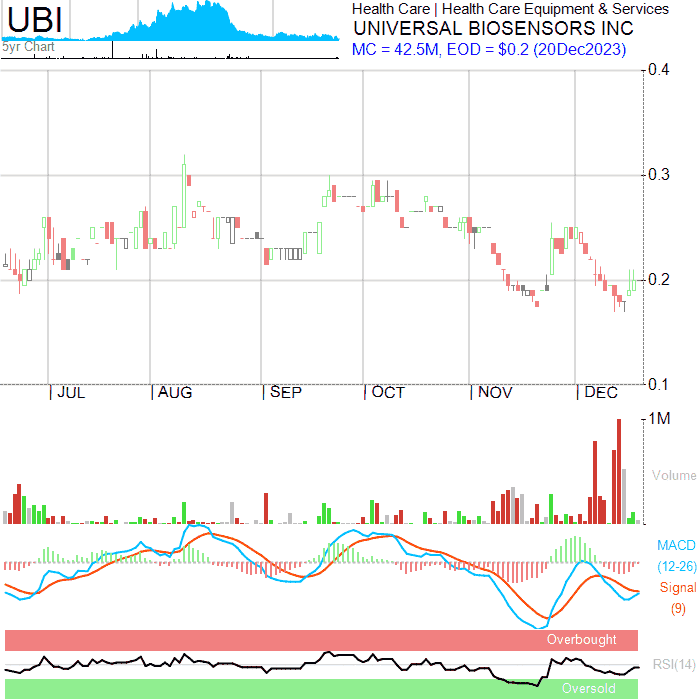 UBI
5yr Chart
Health Care | Health Care Equipment & Services
UNIVERSAL BIOSENSORS INC
MC = 42.5M, EOD = $0.2 (20Dec2023)
0.4
0.3
0.2
0.1
JUL
AUG
SEP
OCT
NOV
DEC
1M
Volume
MACD
(12-26)
Signal
(9)
Overbought
RSI(14)
Oversold